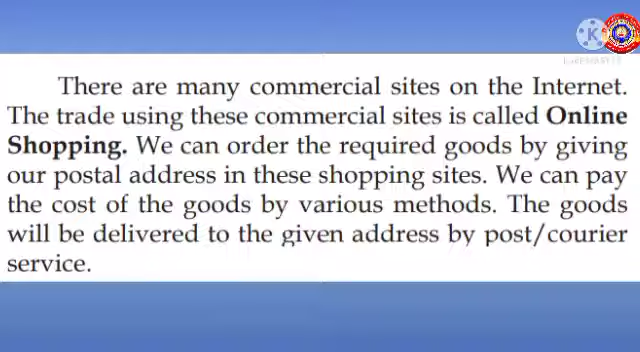 There are many commercial sites on the Internet.
The trade using these commercial sites is called Online
Shopping. We can order the required goods by giving
our postal address in these shopping sites. We can pay
the cost of the goods by various methods. The goods
will be delivered to the given address by post/courier
service.
K